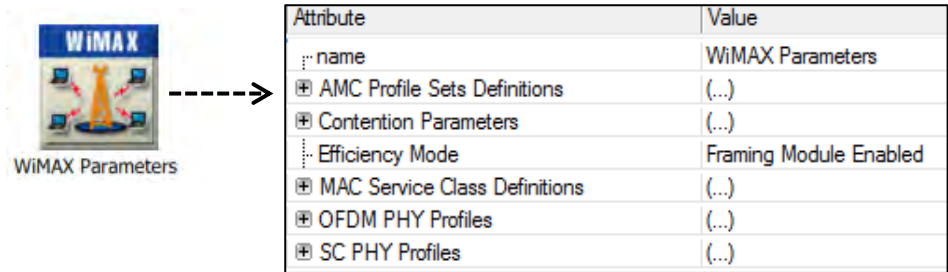 WiMAX
WiMAX Parameters
Attribute Value
name WiMAX Parameters
AMC Profile Sets Definitions (...)
Contention Parameters (...)
Efficiency Mode Framing Module Enabled
MAC Service Class Definitions (...)
OFDM PHY Profiles (...)
SC PHY Profiles (...)